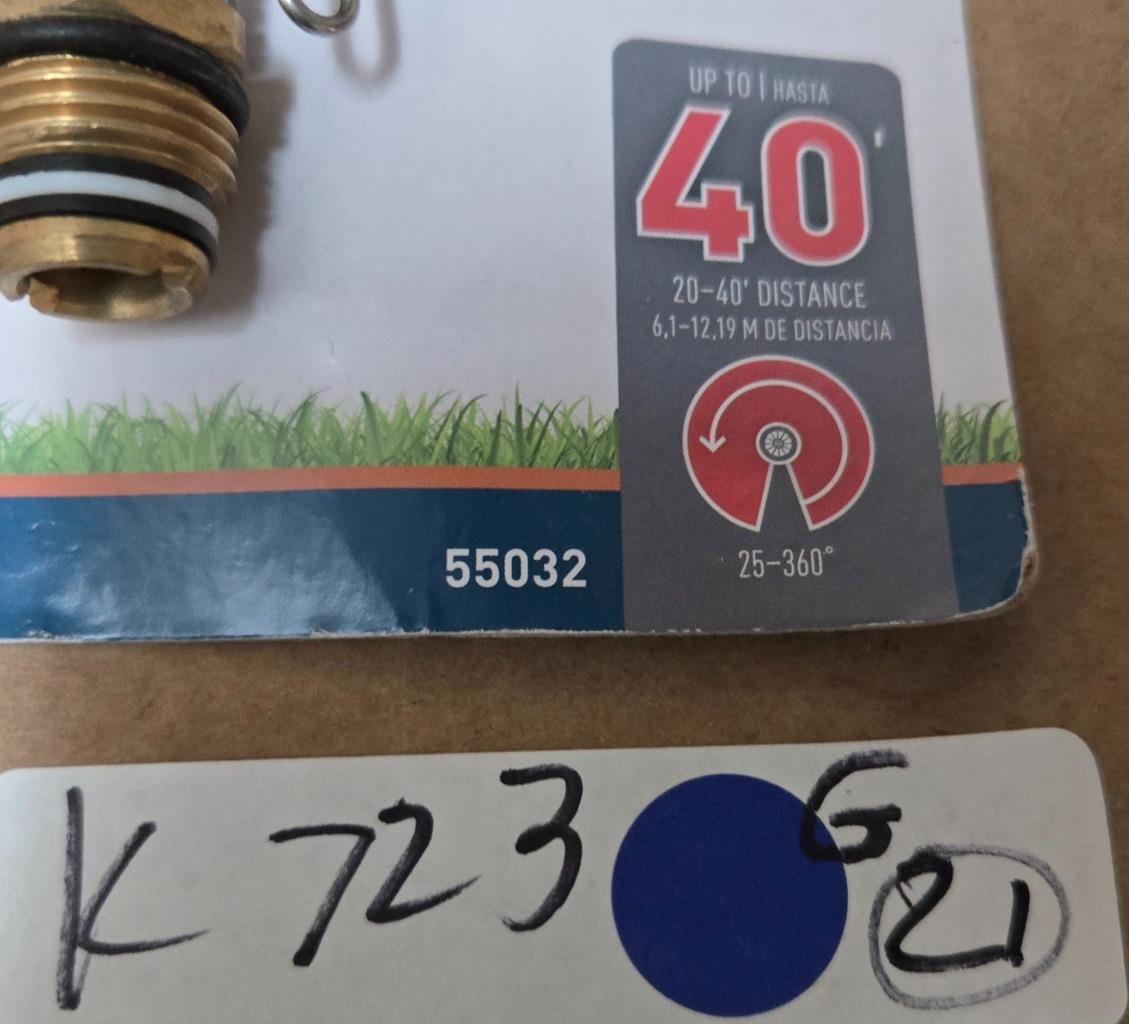 UP TO | HASTA
40'
20–40' DISTANCE
6,1–12,19 M DE DISTANCIA
25–360°
55032
K 723 G
21